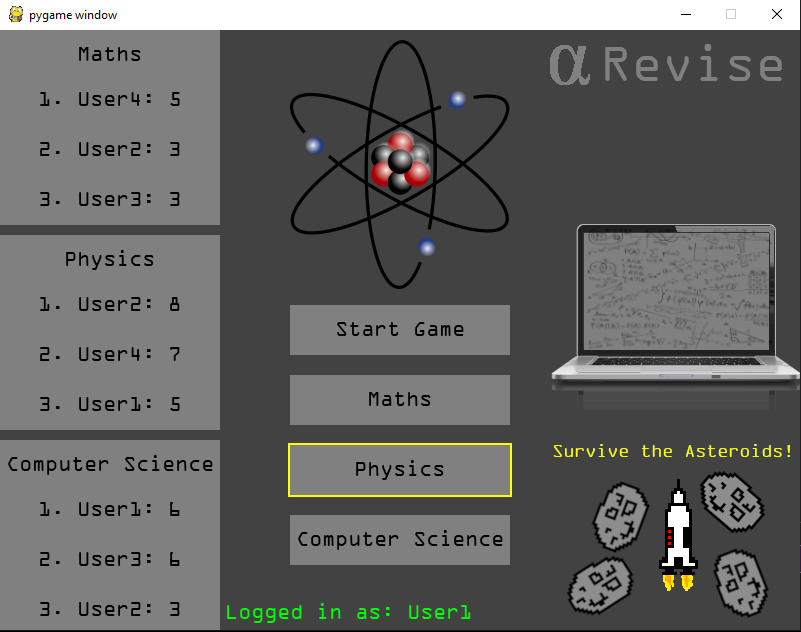 pygame window
Maths
1. User4: 5
2. User2: 3
3. User3: 3
Physics
1. User2: 8
2. User4: 7
3. User1: 5
Computer Science
1. User1: 6
2. User3: 6
3. User2: 3
Start Game
Maths
Physics
Computer Science
Logged in as: User1
α Revise
Survive the Asteroids!